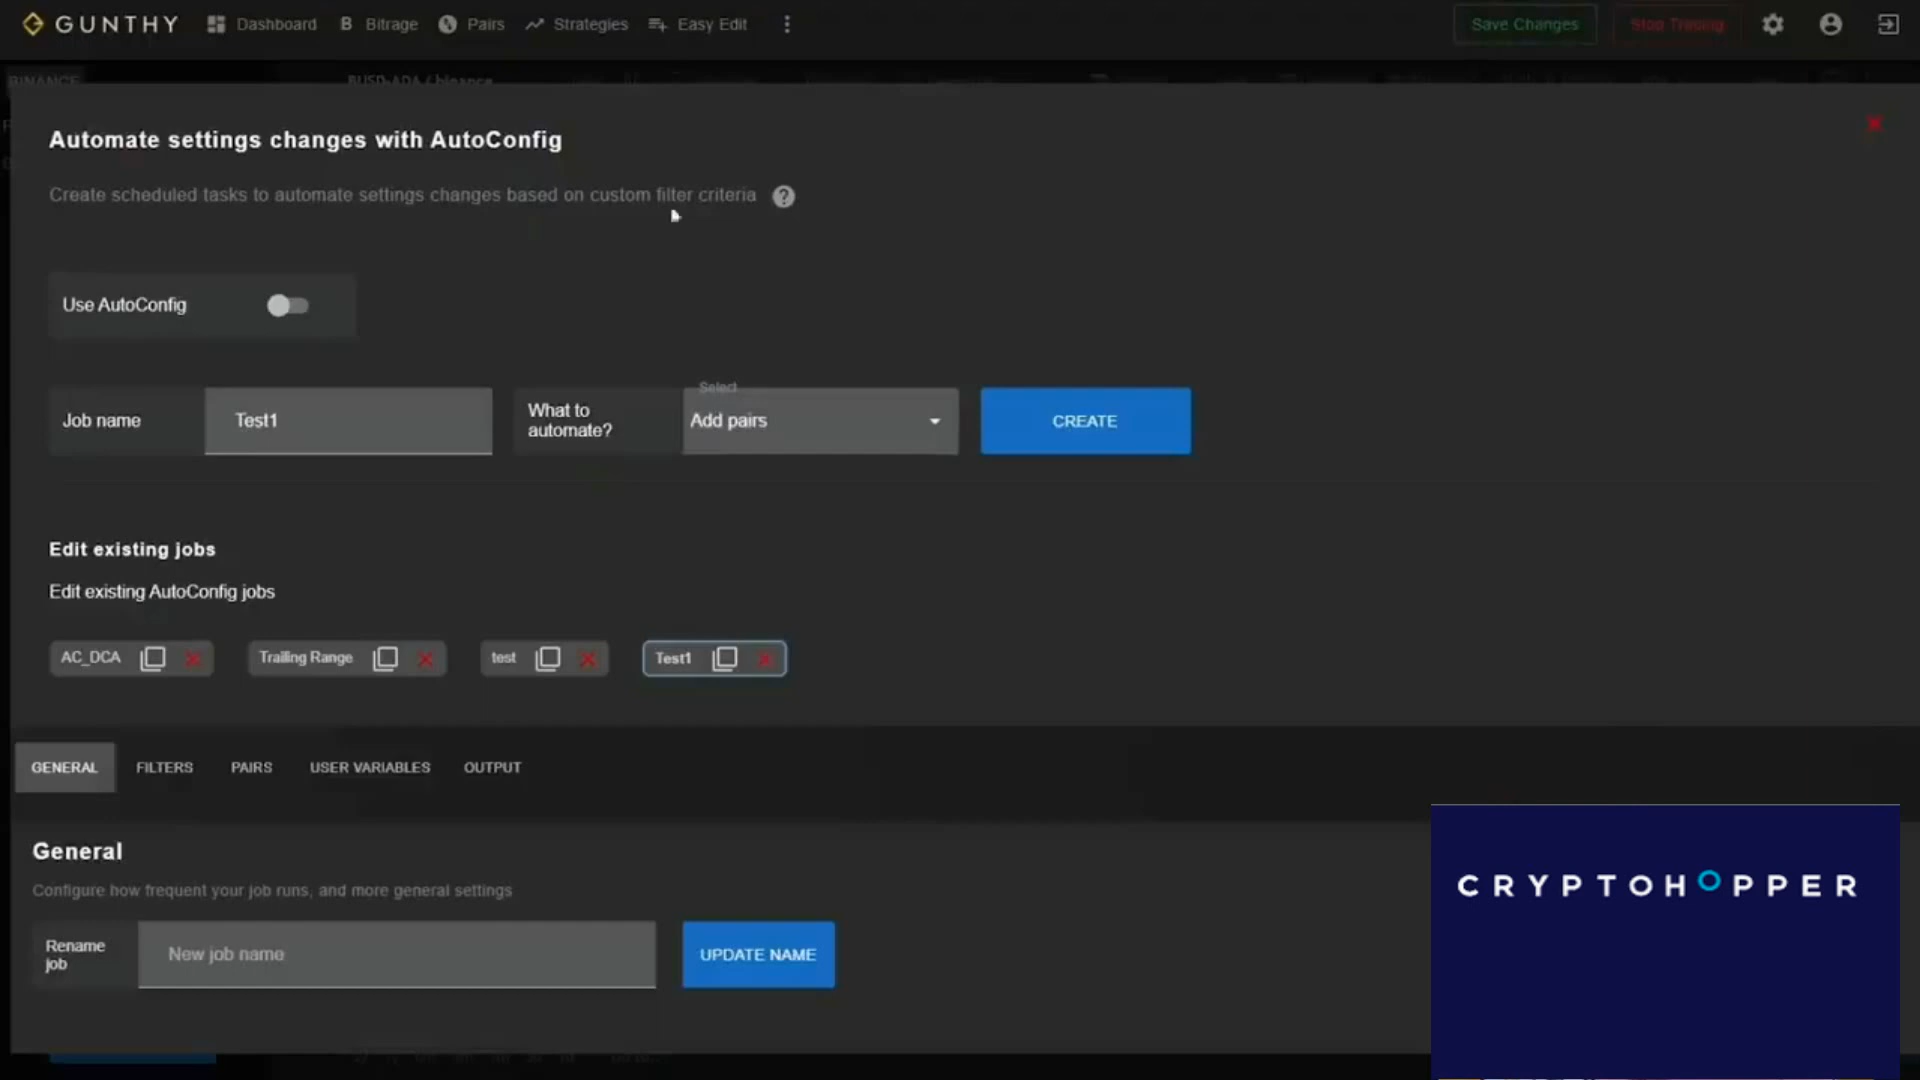 GUNTHY Dashboard Bitrage Pairs Strategies Easy Edit Save Changes Stop Trading
BINANCE BUSD-ADA / binance
Automate settings changes with AutoConfig
Create scheduled tasks to automate settings changes based on custom filter criteria ?
Use AutoConfig
Job name Test1 What to automate? Select Add pairs CREATE
Edit existing jobs
Edit existing AutoConfig jobs
AC_DCA Trailing Range test Test1
GENERAL FILTERS PAIRS USER VARIABLES OUTPUT
General
Configure how frequent your job runs, and more general settings
Rename job New job name UPDATE NAME
CRYPTOHOPPER